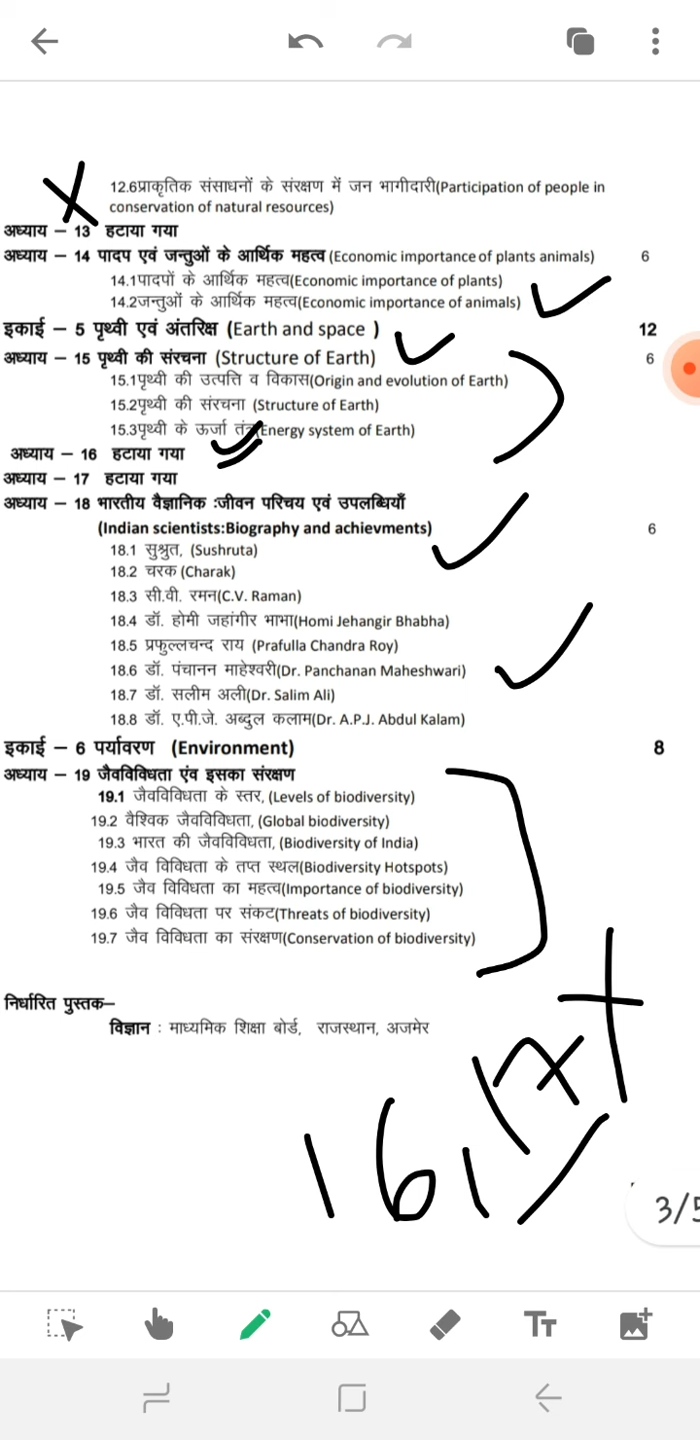 12.6प्राकृतिक संसाधनों के संरक्षण में जन भागीदारी(Participation of people in
conservation of natural resources)
अध्याय – 13 हटाया गया
अध्याय – 14 पादप एवं जन्तुओं के आर्थिक महत्व (Economic importance of plants animals) 6
14.1पादपों के आर्थिक महत्व(Economic importance of plants)
14.2जन्तुओं के आर्थिक महत्व(Economic importance of animals)
इकाई – 5 पृथ्वी एवं अंतरिक्ष (Earth and space ) 12
अध्याय – 15 पृथ्वी की संरचना (Structure of Earth) 6
15.1पृथ्वी की उत्पत्ति व विकास(Origin and evolution of Earth)
15.2पृथ्वी की संरचना (Structure of Earth)
15.3पृथ्वी के ऊर्जा तंत्र(Energy system of Earth)
अध्याय – 16 हटाया गया
अध्याय – 17 हटाया गया
अध्याय – 18 भारतीय वैज्ञानिक :जीवन परिचय एवं उपलब्धियाँ
(Indian scientists:Biography and achievments) 6
18.1 सुश्रुत, (Sushruta)
18.2 चरक (Charak)
18.3 सी.वी. रमन(C.V. Raman)
18.4 डॉ. होमी जहांगीर भाभा(Homi Jehangir Bhabha)
18.5 प्रफुल्लचन्द राय (Prafulla Chandra Roy)
18.6 डॉ. पंचानन माहेश्वरी(Dr. Panchanan Maheshwari)
18.7 डॉ. सलीम अली(Dr. Salim Ali)
18.8 डॉ. ए.पी.जे. अब्दुल कलाम(Dr. A.P.J. Abdul Kalam)
इकाई – 6 पर्यावरण (Environment) 8
अध्याय – 19 जैवविविधता एंव इसका संरक्षण
19.1 जैवविविधता के स्तर, (Levels of biodiversity)
19.2 वैश्विक जैवविविधता, (Global biodiversity)
19.3 भारत की जैवविविधता, (Biodiversity of India)
19.4 जैव विविधता के तप्त स्थल(Biodiversity Hotspots)
19.5 जैव विविधता का महत्व(Importance of biodiversity)
19.6 जैव विविधता पर संकट(Threats of biodiversity)
19.7 जैव विविधता का संरक्षण(Conservation of biodiversity)
निर्धारित पुस्तक–
विज्ञान : माध्यमिक शिक्षा बोर्ड, राजस्थान, अजमेर
16,17
3/5
TT